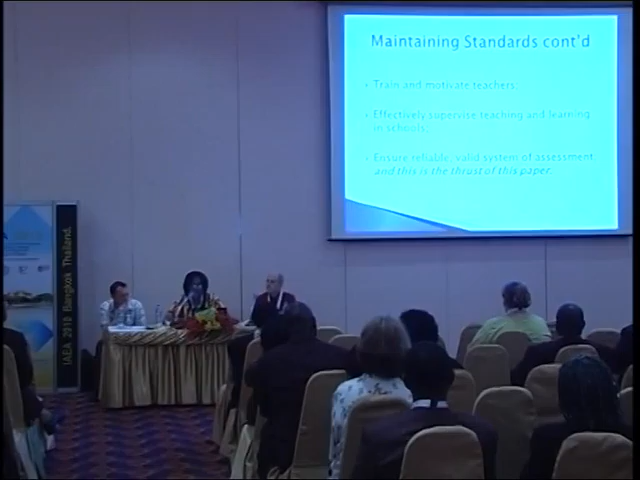 Maintaining Standards cont'd
Train and motivate teachers;
Effectively supervise teaching and learning
in schools;
Ensure reliable, valid system of assessment
and this is the thrust of this paper.
IAEA 2010 Bangkok Thailand.